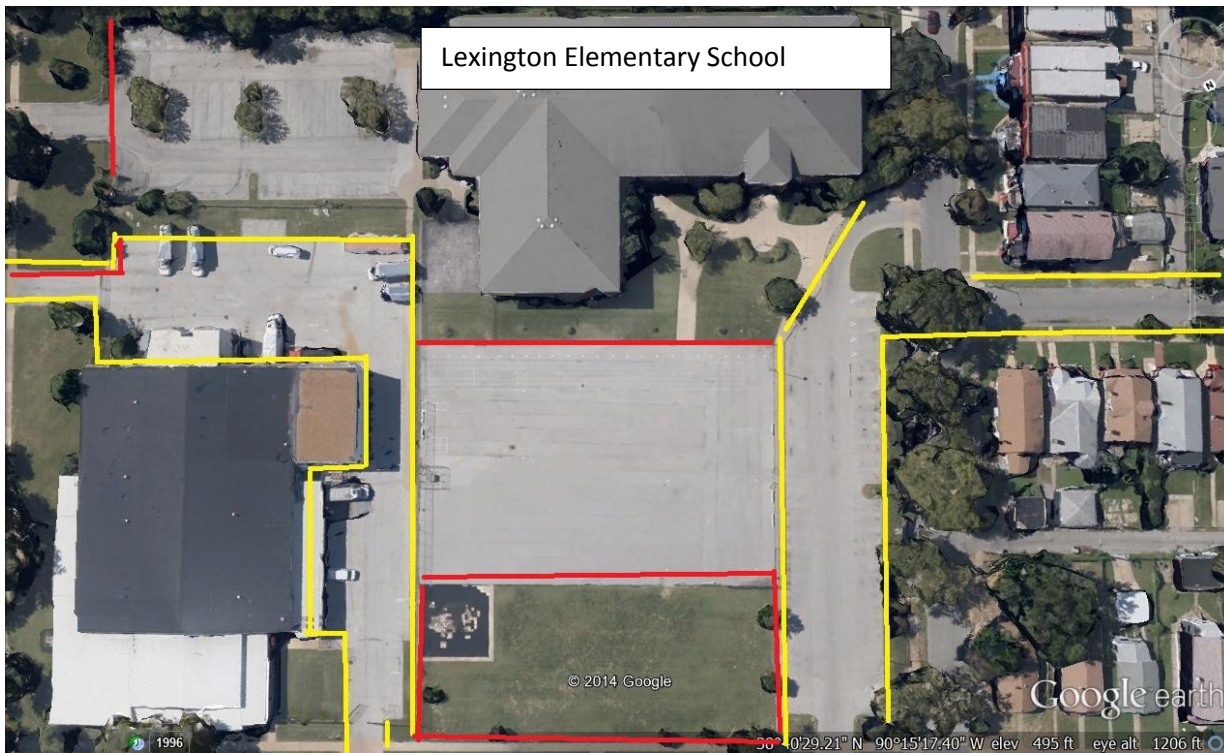 Lexington Elementary School
N
© 2014 Google
Google earth
1996
38°40'29.21" N 90°15'17.40" W elev 495 ft eye alt 1206 ft